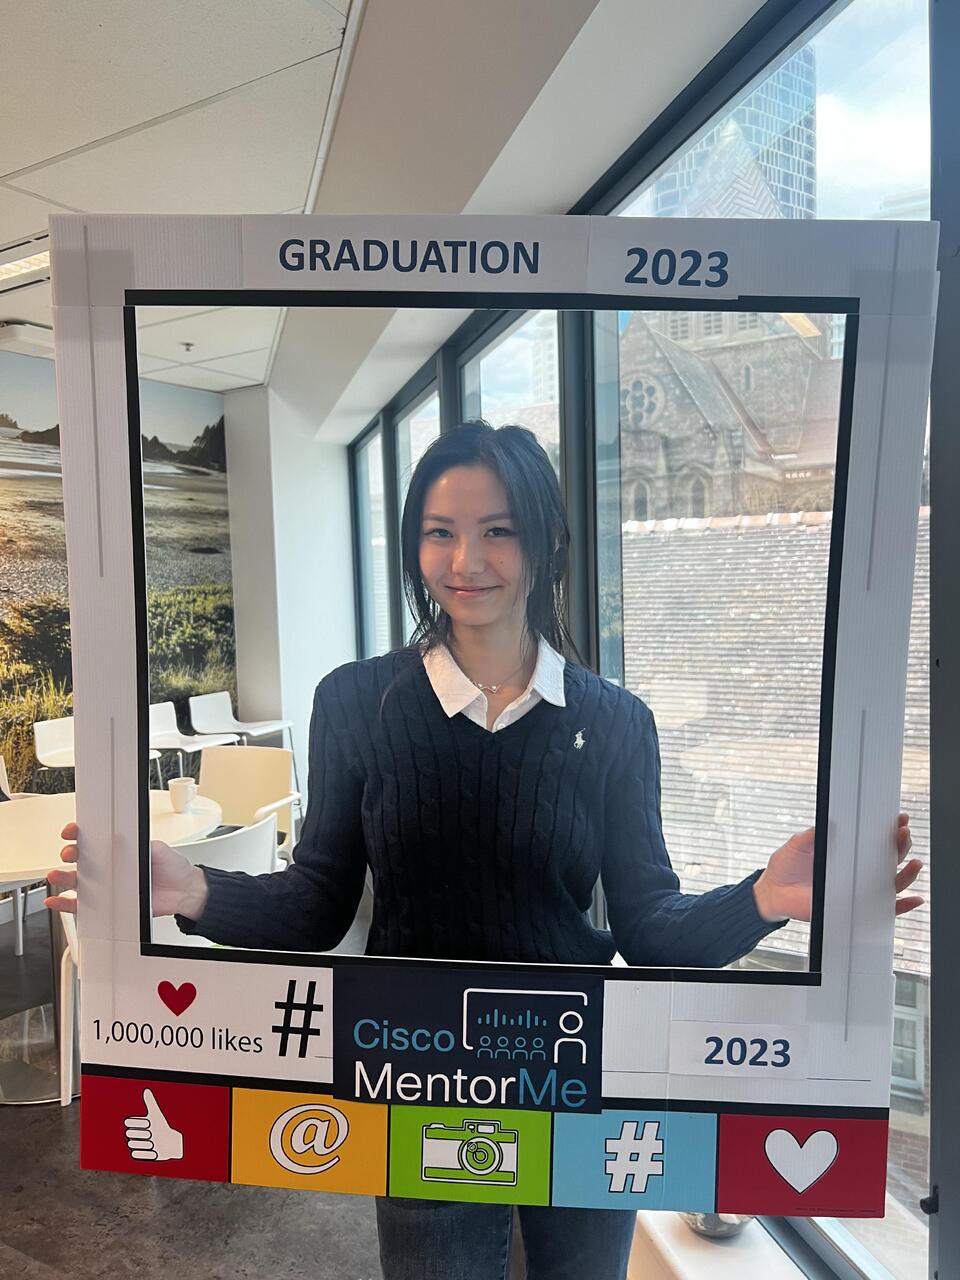 GRADUATION 2023
1,000,000 likes #
Cisco
MentorMe
2023
@
#